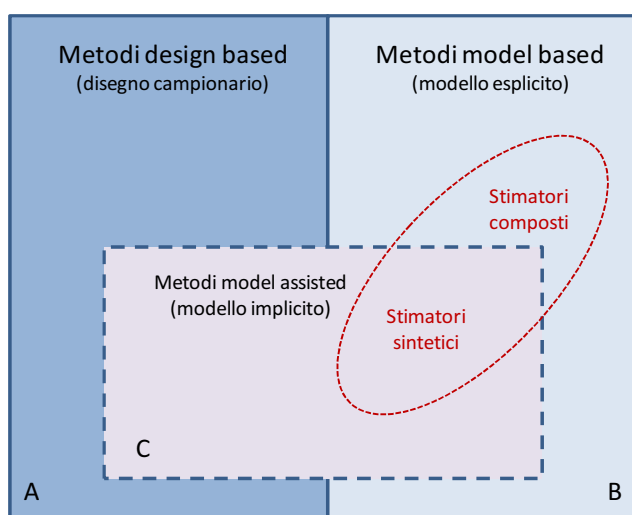 Metodi design based
(disegno campionario)
Metodi model based
(modello esplicito)
Stimatori
composti
Metodi model assisted
(modello implicito)
Stimatori
sintetici
C
A
B